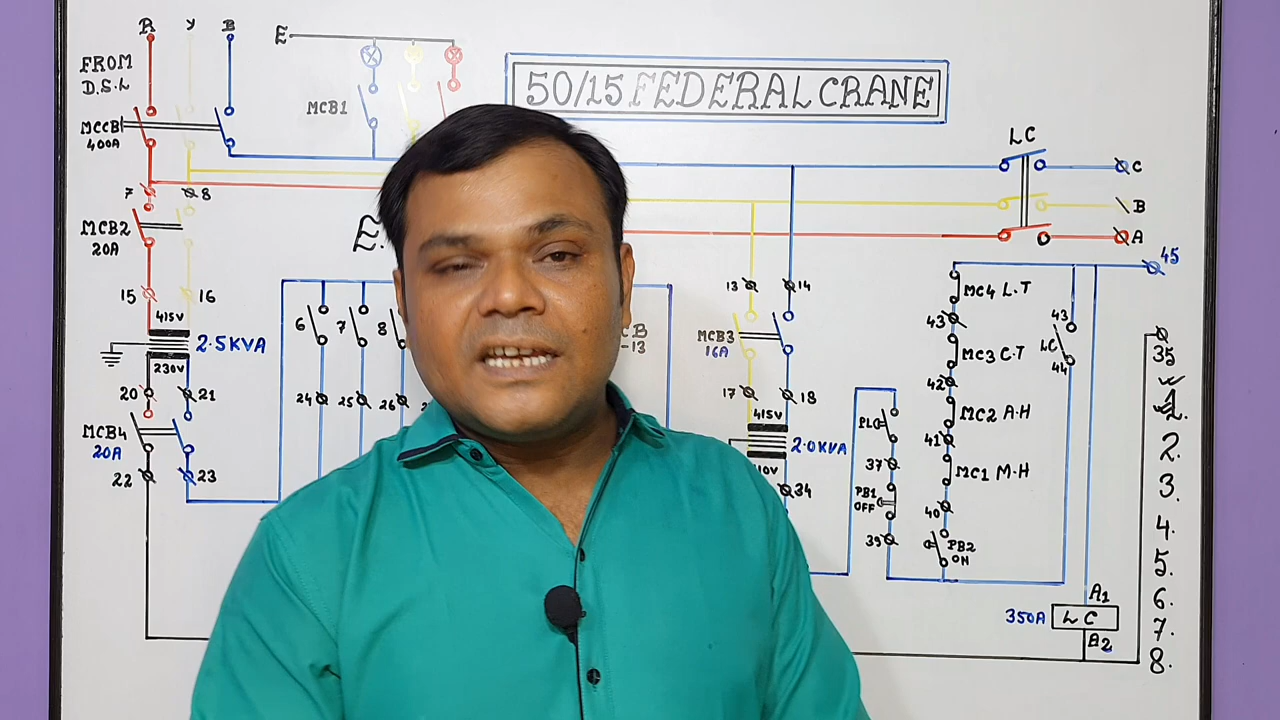 R Y B
E
FROM
D.S.L
MCB1
50/15 FEDERAL CRANE
MCCB
400A
LC
C
B
A
7 8
MCB2
20A
45
15 16
415V
2.5KVA
230V
6 7 8
13 14
MCB3
16A
MC4 L.T
43
MC3 C.T
42
MC2 A.H
41
MC1 M.H
40
PB2
ON
43
LC
44
35
20 21
24 25 26
-13
17 18
415V
2.0KVA
34
MCB4
20A
22 23
PL
37
PB1
OFF
39
A1
350A LC
A2
1.
2.
3.
4.
5.
6.
7.
8.